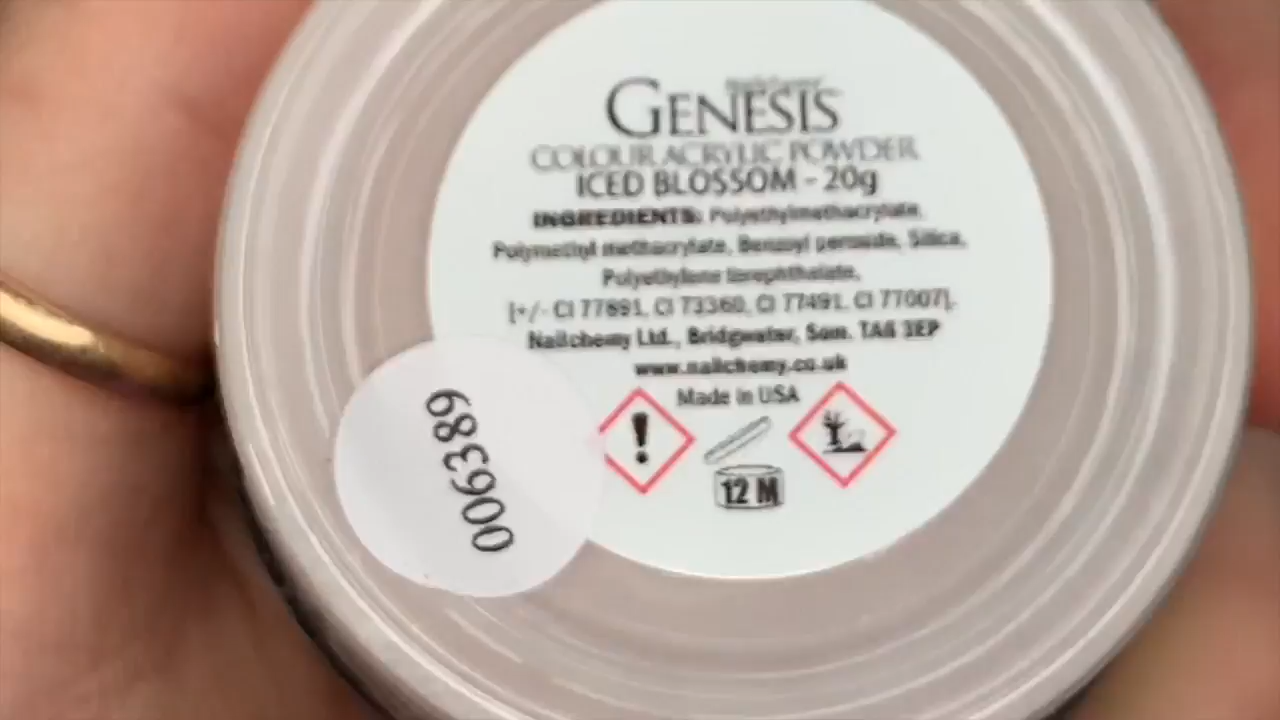 GENESIS
COLOUR ACRYLIC POWDER
ICED BLOSSOM - 20g
INGREDIENTS: Polyethylmethacrylate,
Polymethyl methacrylate, Benzoyl peroxide, Silica,
Polyethylene terephthalate,
[+/- CI 77891, CI 73360, CI 77491, CI 77007].
Nailchemy Ltd., Bridgwater, Som. TA6 3EP
www.nailchemy.co.uk
Made in USA
12 M
006389